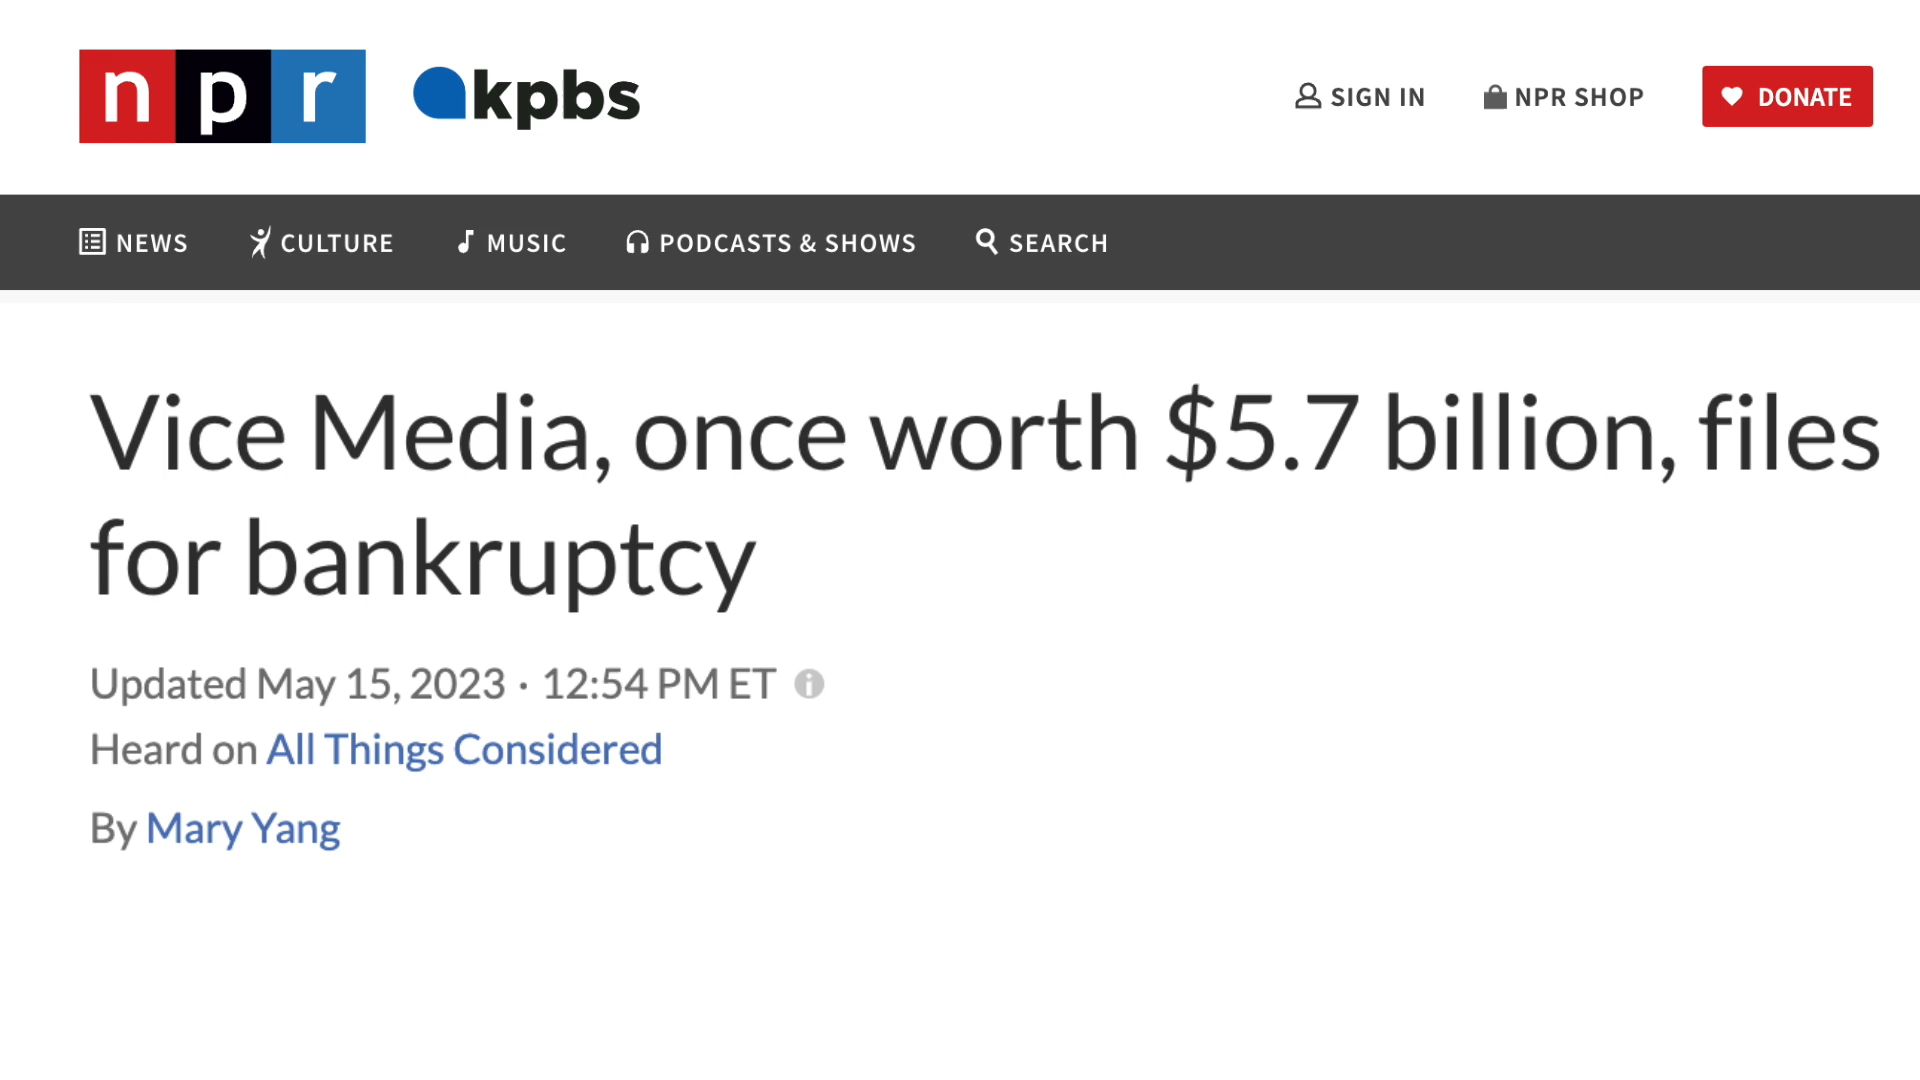 npr kpbs SIGN IN NPR SHOP DONATE
NEWS CULTURE MUSIC PODCASTS & SHOWS SEARCH
Vice Media, once worth $5.7 billion, files
for bankruptcy
Updated May 15, 2023 · 12:54 PM ET i
Heard on All Things Considered
By Mary Yang